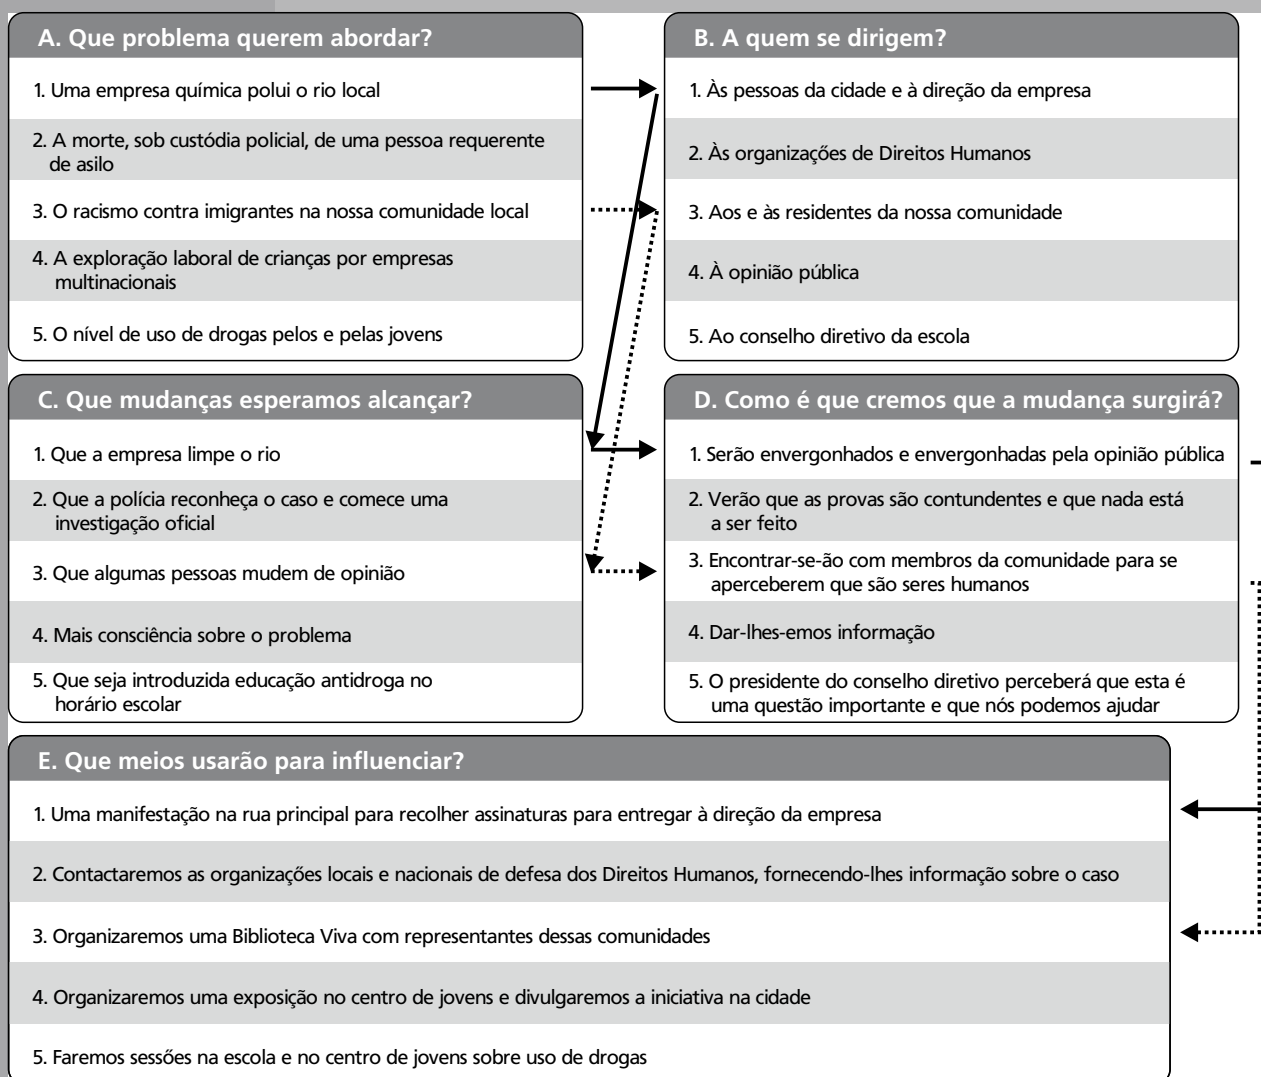 A. Que problema querem abordar?
1. Uma empresa química polui o rio local
2. A morte, sob custódia policial, de uma pessoa requerente
de asilo
3. O racismo contra imigrantes na nossa comunidade local
4. A exploração laboral de crianças por empresas
multinacionais
5. O nível de uso de drogas pelos e pelas jovens
B. A quem se dirigem?
1. Às pessoas da cidade e à direção da empresa
2. Às organizações de Direitos Humanos
3. Aos e às residentes da nossa comunidade
4. À opinião pública
5. Ao conselho diretivo da escola
C. Que mudanças esperamos alcançar?
1. Que a empresa limpe o rio
2. Que a polícia reconheça o caso e comece uma
investigação oficial
3. Que algumas pessoas mudem de opinião
4. Mais consciência sobre o problema
5. Que seja introduzida educação antidroga no
horário escolar
D. Como é que cremos que a mudança surgirá?
1. Serão envergonhados e envergonhadas pela opinião pública
2. Verão que as provas são contundentes e que nada está
a ser feito
3. Encontrar-se-ão com membros da comunidade para se
aperceberem que são seres humanos
4. Dar-lhes-emos informação
5. O presidente do conselho diretivo perceberá que esta é
uma questão importante e que nós podemos ajudar
E. Que meios usarão para influenciar?
1. Uma manifestação na rua principal para recolher assinaturas para entregar à direção da empresa
2. Contactaremos as organizações locais e nacionais de defesa dos Direitos Humanos, fornecendo-lhes informação sobre o caso
3. Organizaremos uma Biblioteca Viva com representantes dessas comunidades
4. Organizaremos uma exposição no centro de jovens e divulgaremos a iniciativa na cidade
5. Faremos sessões na escola e no centro de jovens sobre uso de drogas